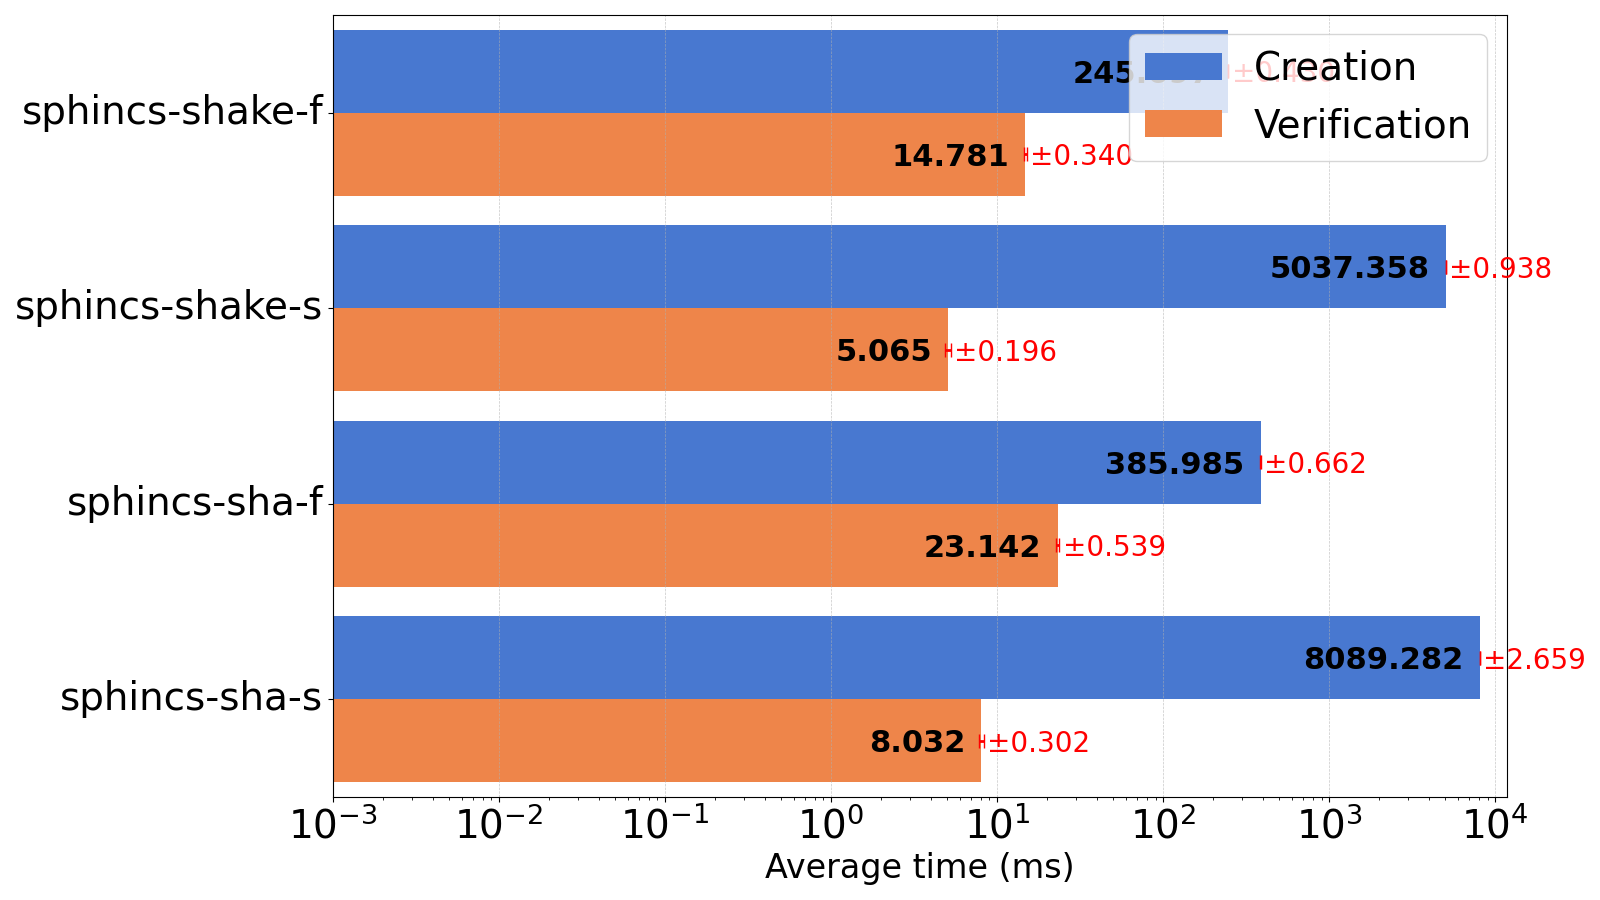 Creation
Verification
sphincs-shake-f
14.781 ±0.340
sphincs-shake-s
5037.358 ±0.938
5.065 ±0.196
sphincs-sha-f
385.985 ±0.662
23.142 ±0.539
sphincs-sha-s
8089.282 ±2.659
8.032 ±0.302
10⁻³ 10⁻² 10⁻¹ 10⁰ 10¹ 10² 10³ 10⁴
Average time (ms)